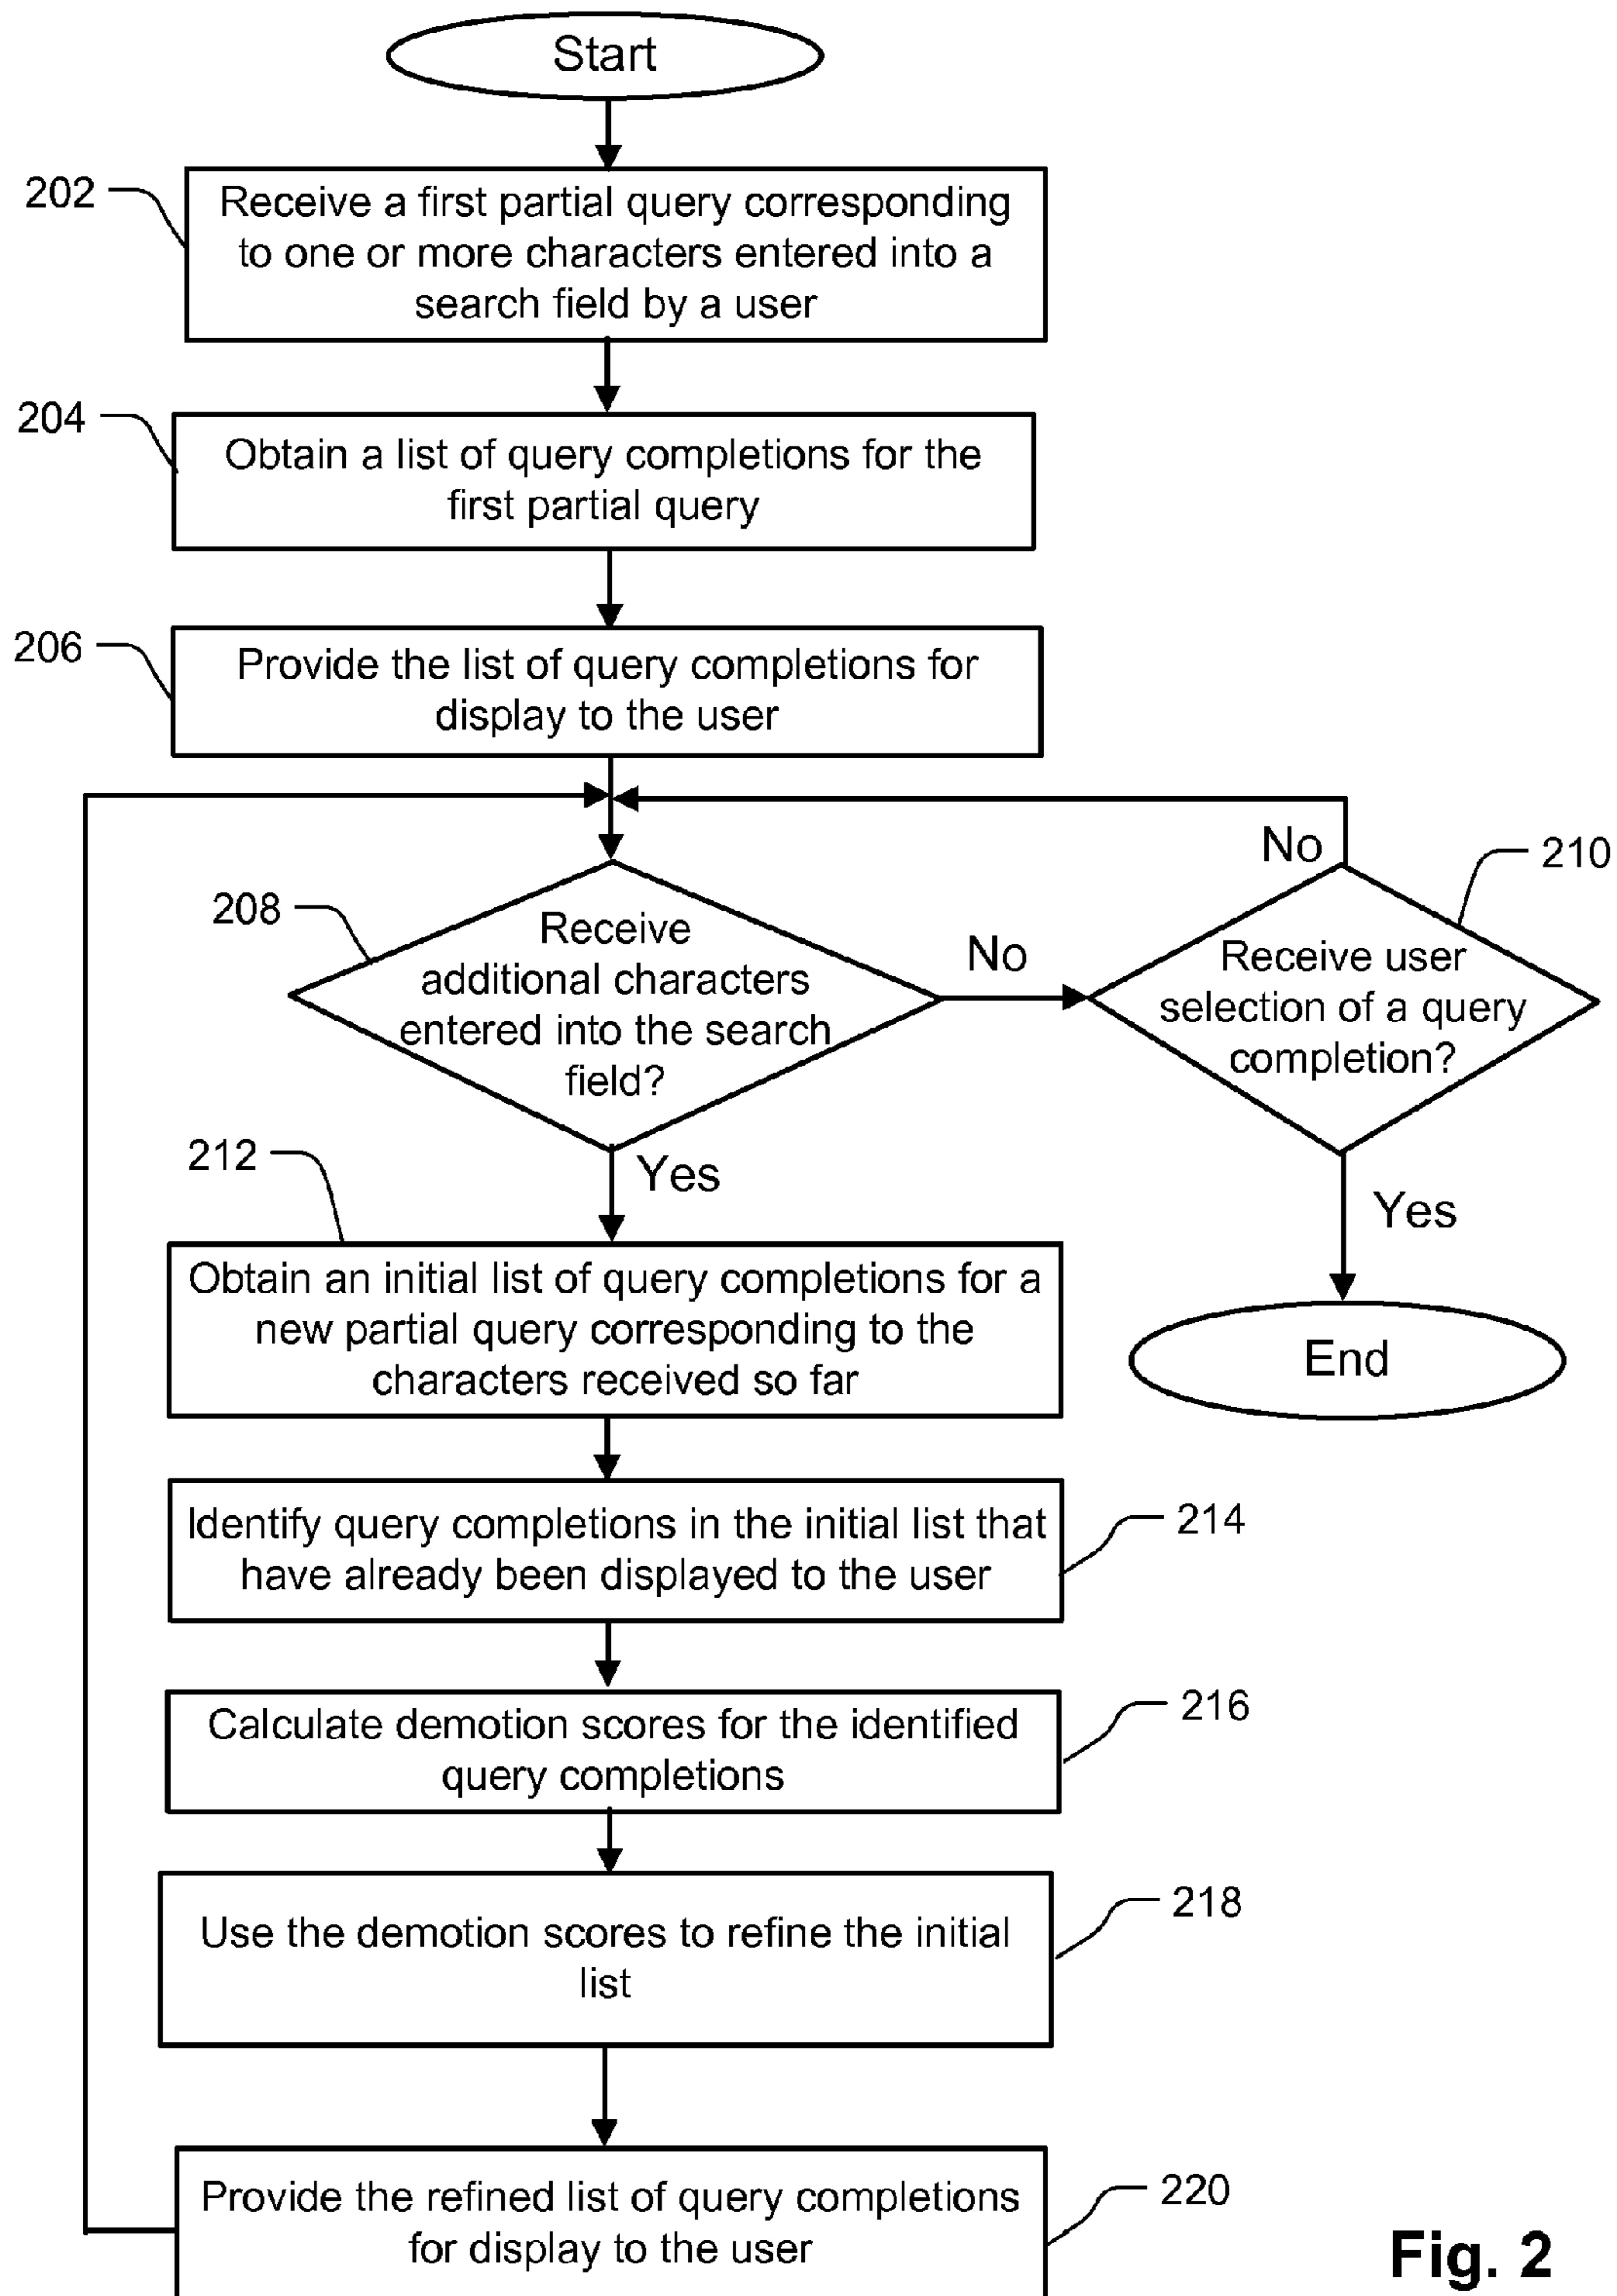 Start
202
Receive a first partial query corresponding
to one or more characters entered into a
search field by a user
204
Obtain a list of query completions for the
first partial query
206
Provide the list of query completions for
display to the user
208
Receive
additional characters
entered into the search
field?
No
No
210
Receive user
selection of a query
completion?
Yes
End
Yes
212
Obtain an initial list of query completions for a
new partial query corresponding to the
characters received so far
Identify query completions in the initial list that
have already been displayed to the user
214
Calculate demotion scores for the identified
query completions
216
Use the demotion scores to refine the initial
list
218
Provide the refined list of query completions
for display to the user
220
Fig. 2